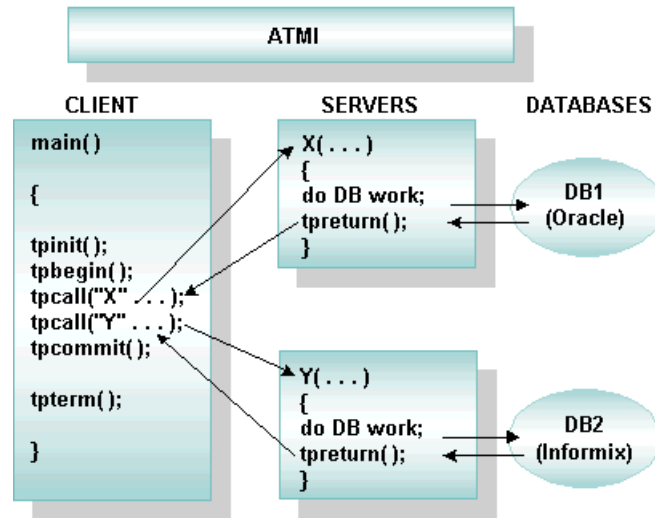 ATMI
CLIENT
SERVERS
DATABASES
main()
{
tpinit();
tpbegin();
tpcall("X" . . .);
tpcall("Y" . . .);
tpcommit();
tpterm();
}
X(. . .)
{
do DB work;
tpreturn();
}
DB1
(Oracle)
Y(. . .)
{
do DB work;
tpreturn();
}
DB2
(Informix)